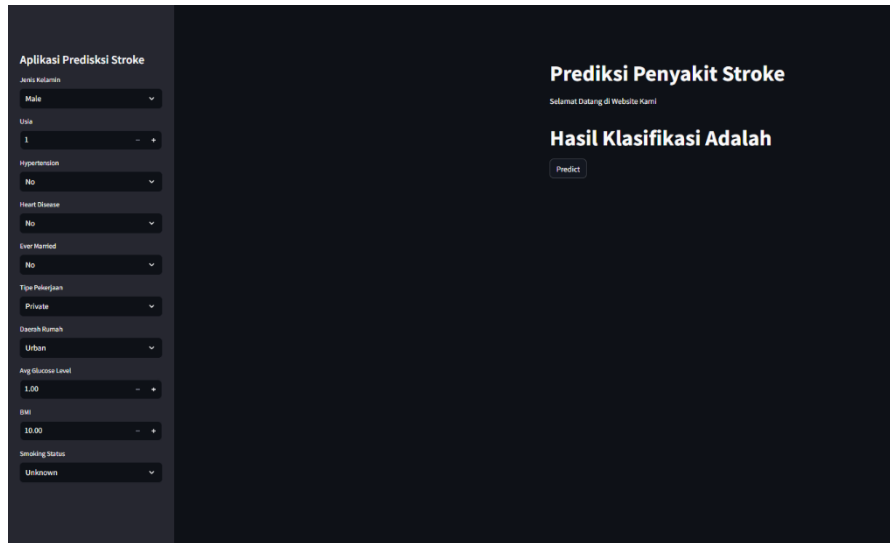 Aplikasi Predisksi Stroke
Jenis Kelamin
Male
Usia
1
- +
Hypertension
No
Heart Disease
No
Ever Married
No
Tipe Pekerjaan
Private
Daerah Rumah
Urban
Avg Glucose Level
1.00
- +
BMI
10.00
- +
Smoking Status
Unknown
Prediksi Penyakit Stroke
Selamat Datang di Website Kami
Hasil Klasifikasi Adalah
Predict